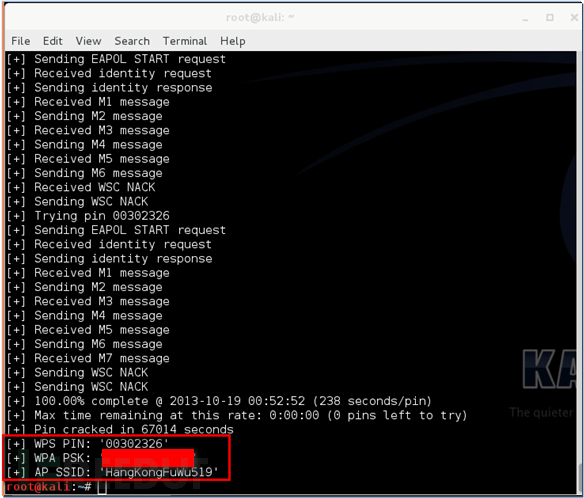 root@kali: ~
File Edit View Search Terminal Help
[+] Sending EAPOL START request
[+] Received identity request
[+] Sending identity response
[+] Received M1 message
[+] Sending M2 message
[+] Received M3 message
[+] Sending M4 message
[+] Received M5 message
[+] Sending M6 message
[+] Received WSC NACK
[+] Sending WSC NACK
[+] Trying pin 00302326
[+] Sending EAPOL START request
[+] Received identity request
[+] Sending identity response
[+] Received M1 message
[+] Sending M2 message
[+] Received M3 message
[+] Sending M4 message
[+] Received M5 message
[+] Sending M6 message
[+] Received M7 message
[+] Sending WSC NACK
[+] Sending WSC NACK
[+] 100.00% complete @ 2013-10-19 00:52:52 (238 seconds/pin)
[+] Max time remaining at this rate: 0:00:00 (0 pins left to try)
[+] Pin cracked in 67014 seconds
[+] WPS PIN: '00302326'
[+] WPA PSK:
[+] AP SSID: 'HangKongFuWu519'
root@kali:~#
KA
The quieter